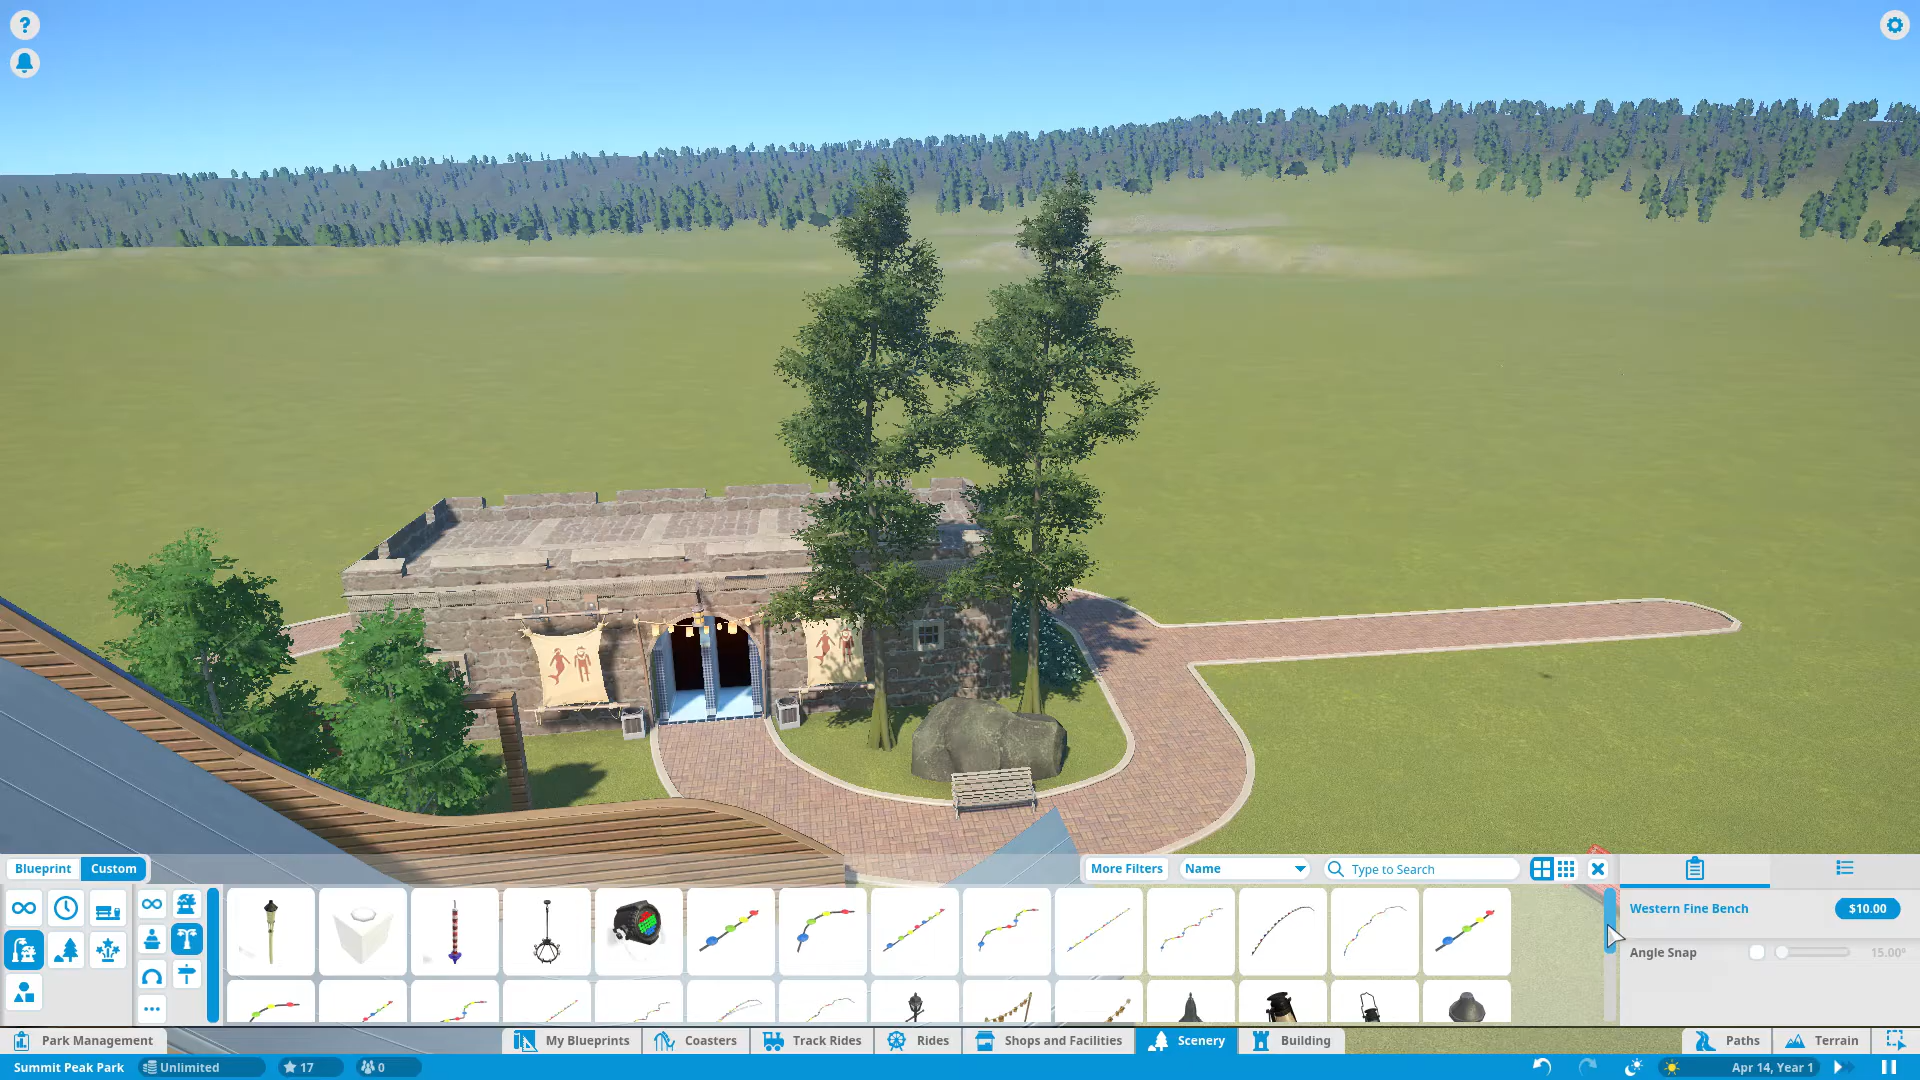 ?
Blueprint
Custom
More Filters
Name
Type to Search
Western Fine Bench
$10.00
Angle Snap
15.00°
Park Management
My Blueprints
Coasters
Track Rides
Rides
Shops and Facilities
Scenery
Building
Paths
Terrain
Summit Peak Park
Unlimited
17
0
Apr 14, Year 1